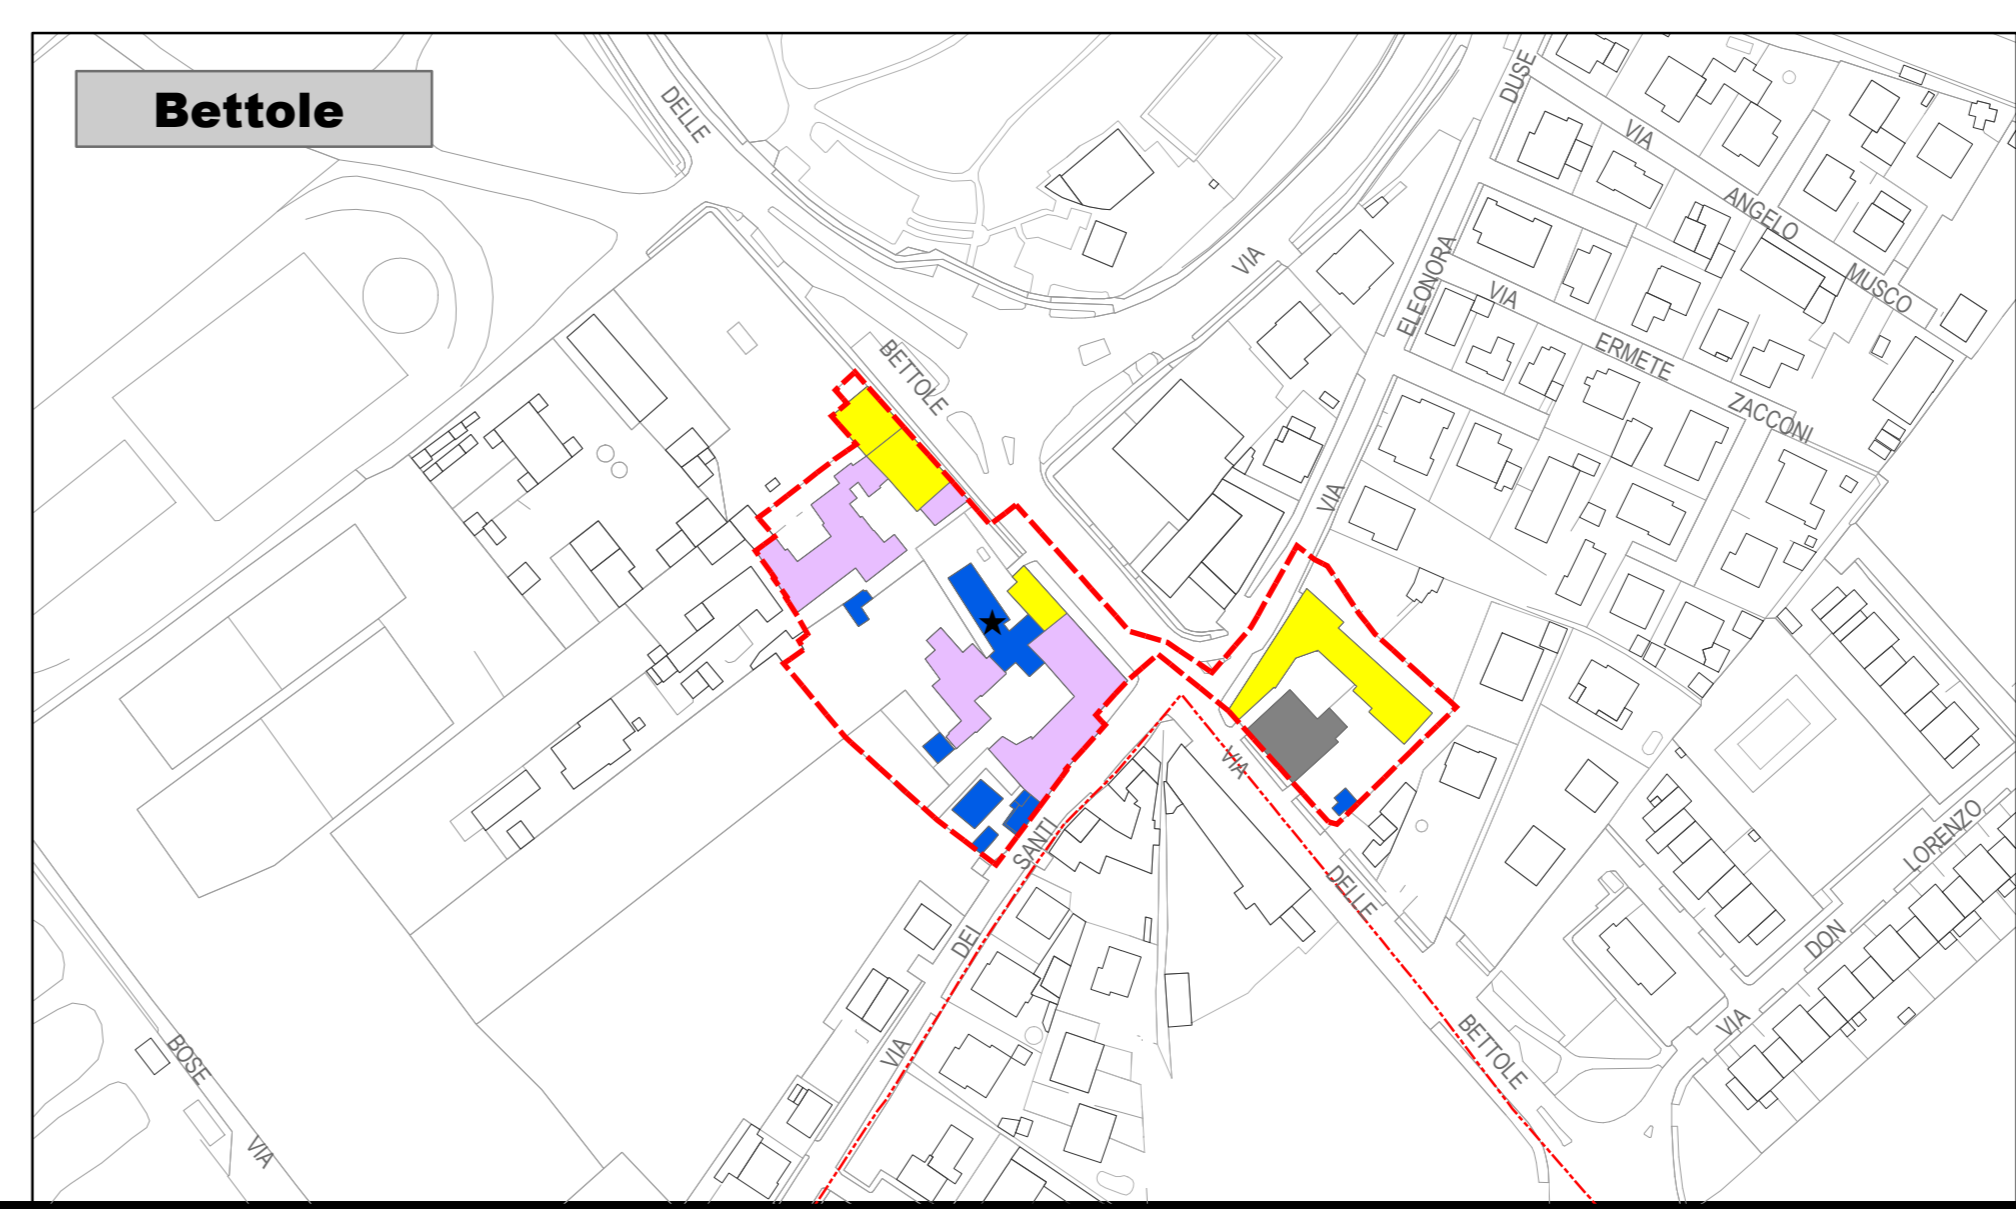 Bettole
DELLE
BETTOLE
VIA
DUSE
ELEONORA
VIA
VIA
ANGELO
MUSCO
VIA
ERMETE
ZACCONI
VIA
DELLE
BETTOLE
SANTI
DEI
VIA
BOSE
VIA
LORENZO
DON
VIA